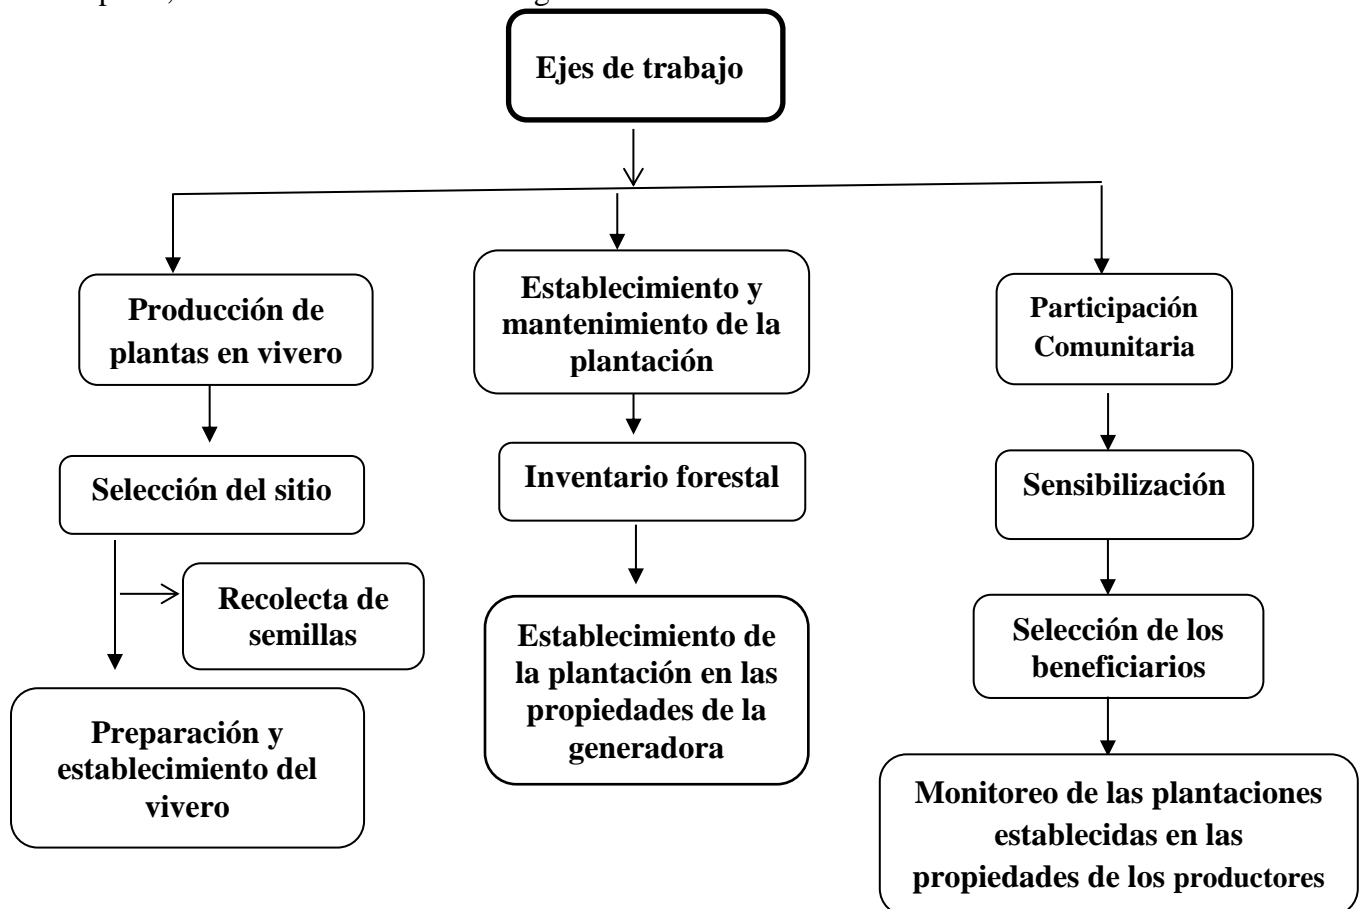 Ejes de trabajo
Producción de
plantas en vivero
Establecimiento y
mantenimiento de la
plantación
Participación
Comunitaria
Selección del sitio
Inventario forestal
Sensibilización
Recolecta de
semillas
Establecimiento de
la plantación en las
propiedades de la
generadora
Selección de los
beneficiarios
Preparación y
establecimiento del
vivero
Monitoreo de las plantaciones
establecidas en las
propiedades de los productores